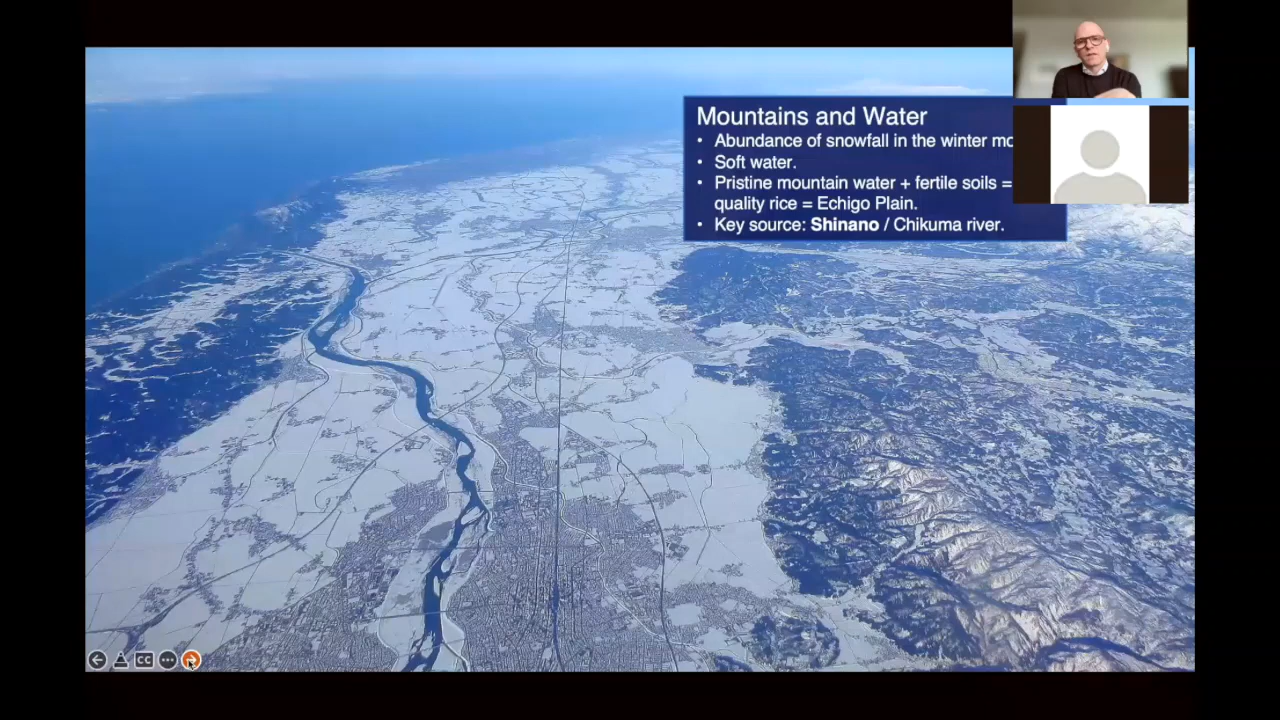 Mountains and Water
• Abundance of snowfall in the winter
• Soft water.
• Pristine mountain water + fertile soils =
quality rice = Echigo Plain.
• Key source: Shinano / Chikuma river.
CC